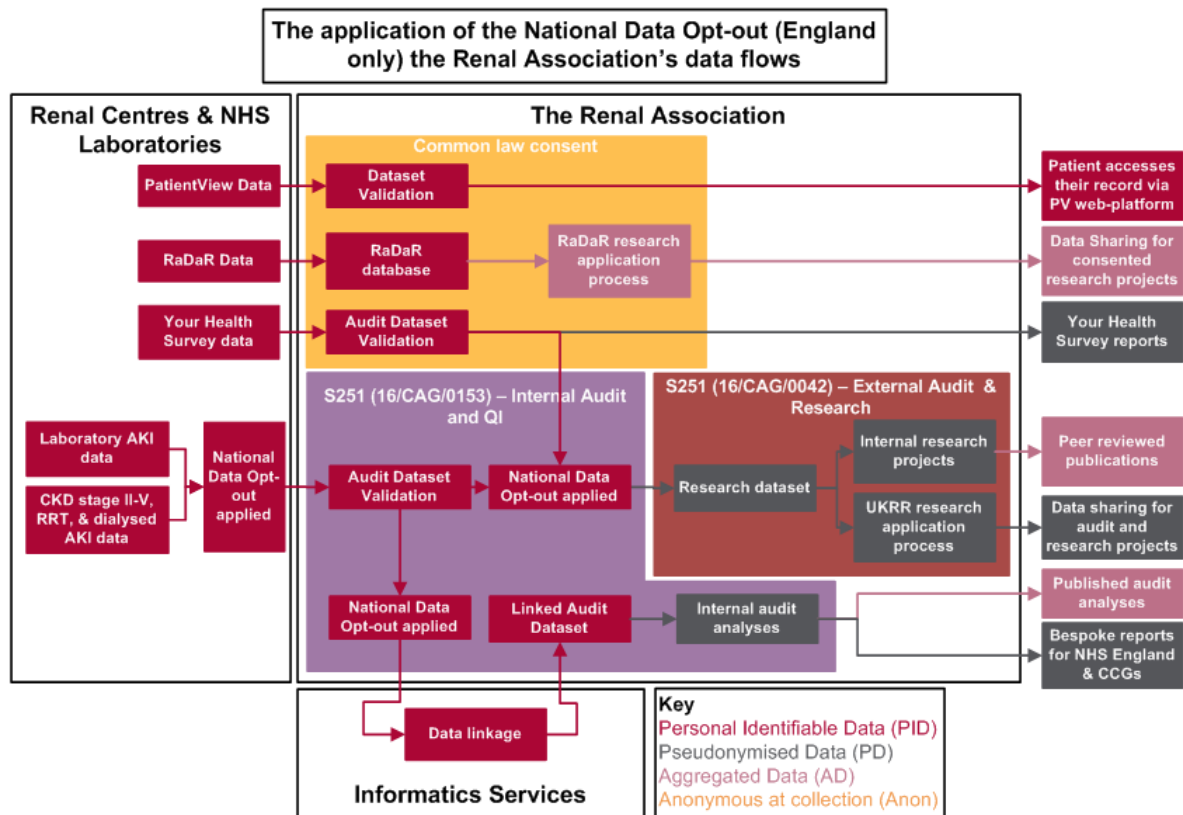 The application of the National Data Opt-out (England
only) the Renal Association's data flows
Renal Centres & NHS
Laboratories
The Renal Association
Common law consent
PatientView Data
Dataset
Validation
Patient accesses
their record via
PV web-platform
RaDaR Data
RaDaR
database
RaDaR research
application
process
Data Sharing for
consented
research projects
Your Health
Survey data
Audit Dataset
Validation
Your Health
Survey reports
S251 (16/CAG/0153) – Internal Audit
and QI
S251 (16/CAG/0042) – External Audit &
Research
Laboratory AKI
data
CKD stage II-V,
RRT, & dialysed
AKI data
National
Data Opt-
out
applied
Audit Dataset
Validation
National Data
Opt-out applied
Research dataset
Internal research
projects
UKRR research
application
process
Peer reviewed
publications
Data sharing for
audit and
research projects
National Data
Opt-out applied
Linked Audit
Dataset
Internal audit
analyses
Published audit
analyses
Bespoke reports
for NHS England
& CCGs
Data linkage
Informatics Services
Key
Personal Identifiable Data (PID)
Pseudonymised Data (PD)
Aggregated Data (AD)
Anonymous at collection (Anon)